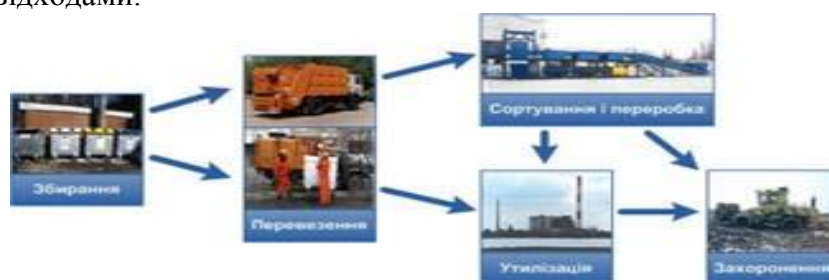 відходами.
Збирання
Перевезення
Сортування і переробка
Утилізація
Захоронення